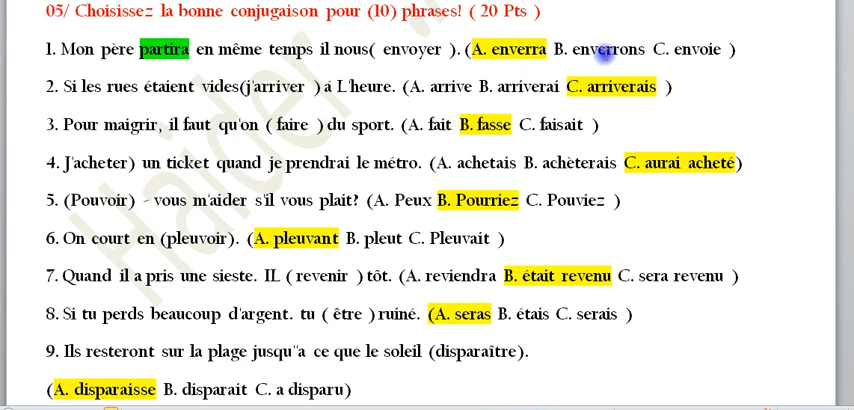 05/ Choisissez la bonne conjugaison pour (10) phrases! ( 20 Pts )
1. Mon père partira en même temps il nous( envoyer ). (A. enverra B. enverrons C. envoie )
2. Si les rues étaient vides(j'arriver ) á L'heure. (A. arrive B. arriverai C. arriverais )
3. Pour maigrir, il faut qu'on ( faire ) du sport. (A. fait B. fasse C. faisait )
4. J'acheter) un ticket quand je prendrai le métro. (A. achetais B. achèterais C. aurai acheté)
5. (Pouvoir) - vous m'aider s'il vous plait? (A. Peux B. Pourriez C. Pouviez )
6. On court en (pleuvoir). (A. pleuvant B. pleut C. Pleuvait )
7. Quand il a pris une sieste. IL ( revenir ) tôt. (A. reviendra B. était revenu C. sera revenu )
8. Si tu perds beaucoup d'argent. tu ( être ) ruiné. (A. seras B. étais C. serais )
9. Ils resteront sur la plage jusqu"a ce que le soleil (disparaître).
(A. disparaisse B. disparait C. a disparu)
Haider